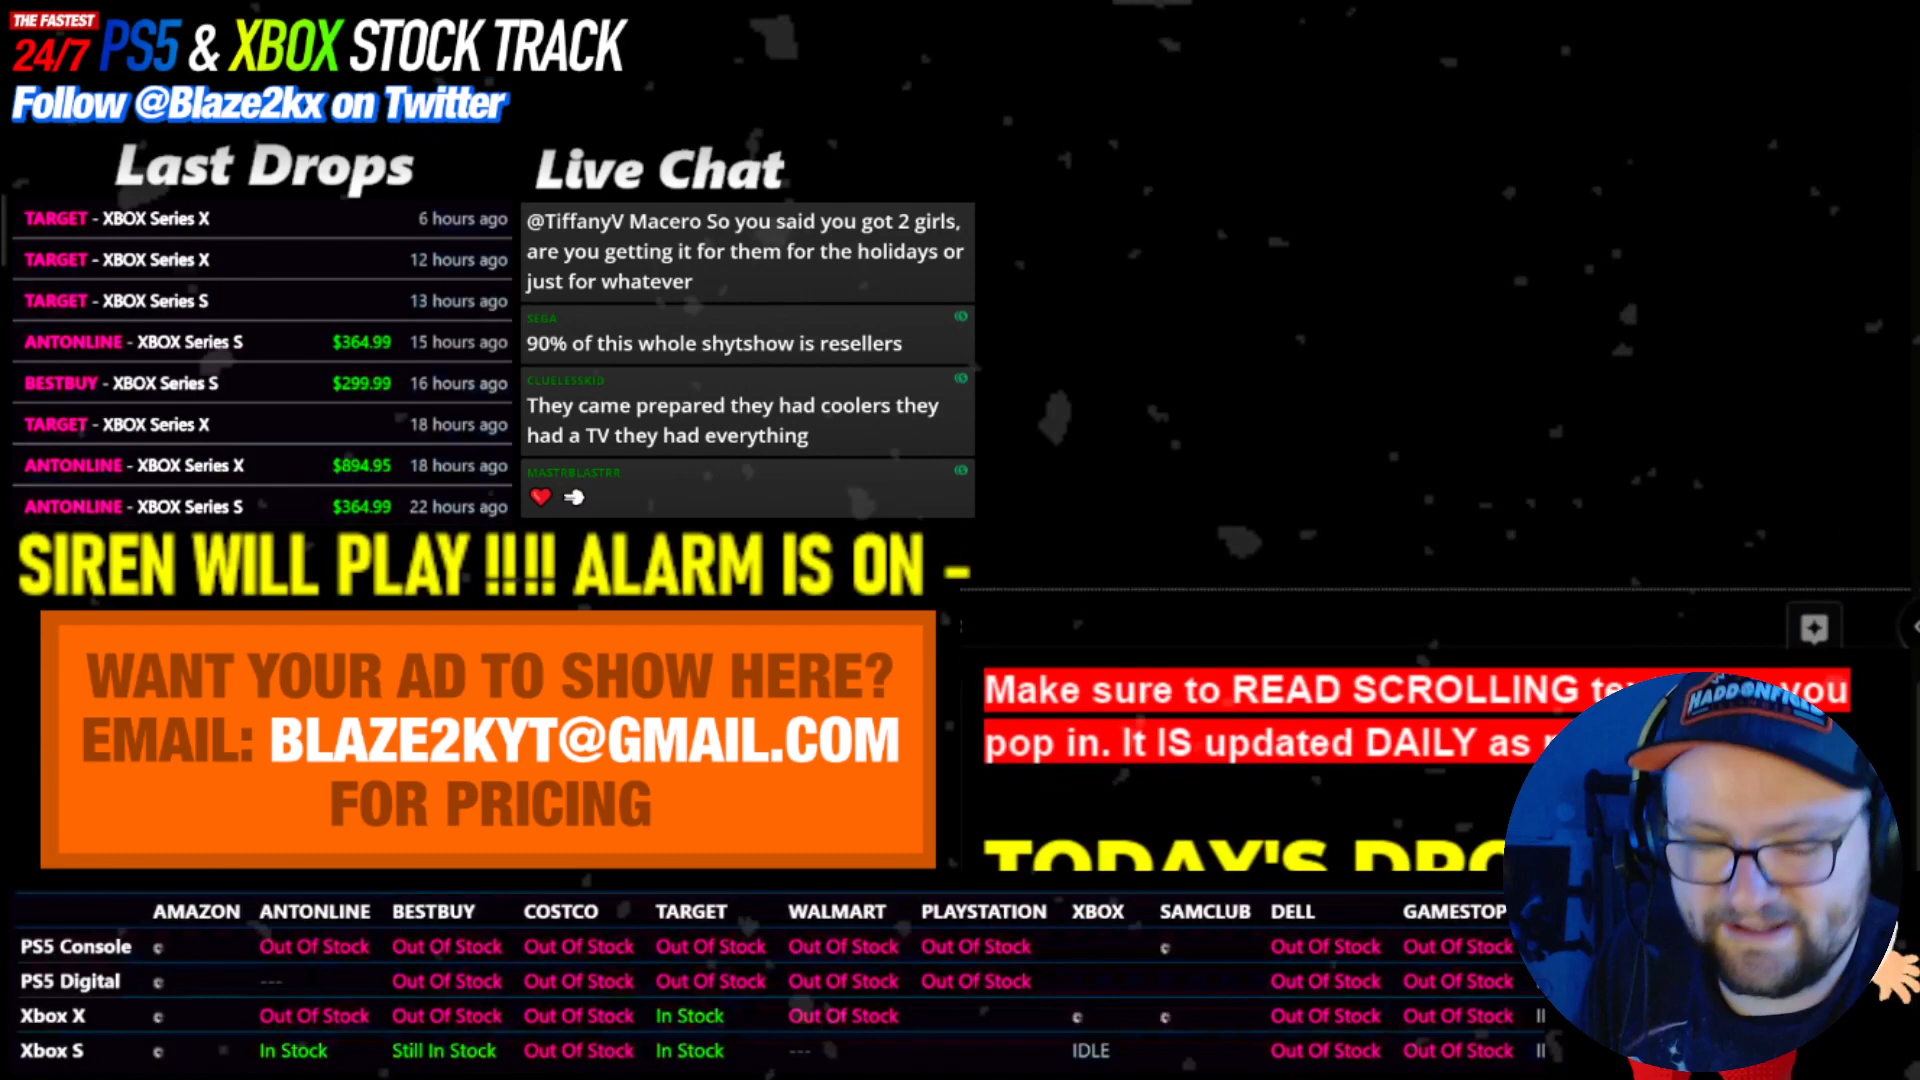 THE FASTEST
24/7 PS5 & XBOX STOCK TRACK
Follow @Blaze2kx on Twitter
Last Drops
TARGET - XBOX Series X 6 hours ago
TARGET - XBOX Series X 12 hours ago
TARGET - XBOX Series S 13 hours ago
ANTONLINE - XBOX Series S $364.99 15 hours ago
BESTBUY - XBOX Series S $299.99 16 hours ago
TARGET - XBOX Series X 18 hours ago
ANTONLINE - XBOX Series X $894.95 18 hours ago
ANTONLINE - XBOX Series S $364.99 22 hours ago
Live Chat
@TiffanyV Macero So you said you got 2 girls,
are you getting it for them for the holidays or
just for whatever
SEGA
90% of this whole shytshow is resellers
CLUELESSKID
They came prepared they had coolers they
had a TV they had everything
MASTRBLASTRR
SIREN WILL PLAY !!!! ALARM IS ON -
WANT YOUR AD TO SHOW HERE?
EMAIL: BLAZE2KYT@GMAIL.COM
FOR PRICING
Make sure to READ SCROLLING you
pop in. It IS updated DAILY as
TODAY'S
HADDONFIELD
ILLINOIS
AMAZON ANTONLINE BESTBUY COSTCO TARGET WALMART PLAYSTATION XBOX SAMCLUB DELL GAMESTOP
PS5 Console Out Of Stock Out Of Stock Out Of Stock Out Of Stock Out Of Stock Out Of Stock Out Of Stock Out Of Stock
PS5 Digital --- Out Of Stock Out Of Stock Out Of Stock Out Of Stock Out Of Stock Out Of Stock Out Of Stock
Xbox X Out Of Stock Out Of Stock Out Of Stock In Stock Out Of Stock Out Of Stock Out Of Stock
Xbox S In Stock Still In Stock Out Of Stock In Stock --- IDLE Out Of Stock Out Of Stock